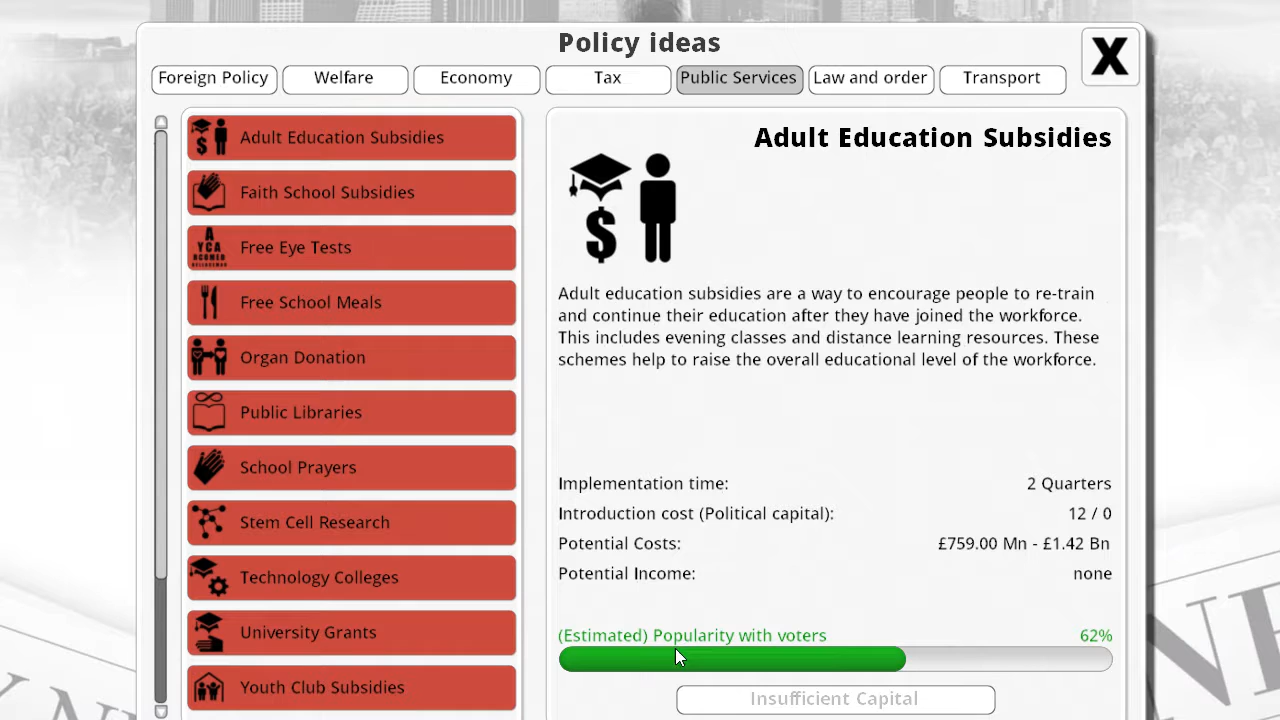 Policy ideas
X
Foreign Policy
Welfare
Economy
Tax
Public Services
Law and order
Transport
Adult Education Subsidies
Faith School Subsidies
Free Eye Tests
Free School Meals
Organ Donation
Public Libraries
School Prayers
Stem Cell Research
Technology Colleges
University Grants
Youth Club Subsidies
Adult Education Subsidies
$
Adult education subsidies are a way to encourage people to re-train
and continue their education after they have joined the workforce.
This includes evening classes and distance learning resources. These
schemes help to raise the overall educational level of the workforce.
Implementation time: 2 Quarters
Introduction cost (Political capital): 12 / 0
Potential Costs: £759.00 Mn - £1.42 Bn
Potential Income: none
(Estimated) Popularity with voters 62%
Insufficient Capital